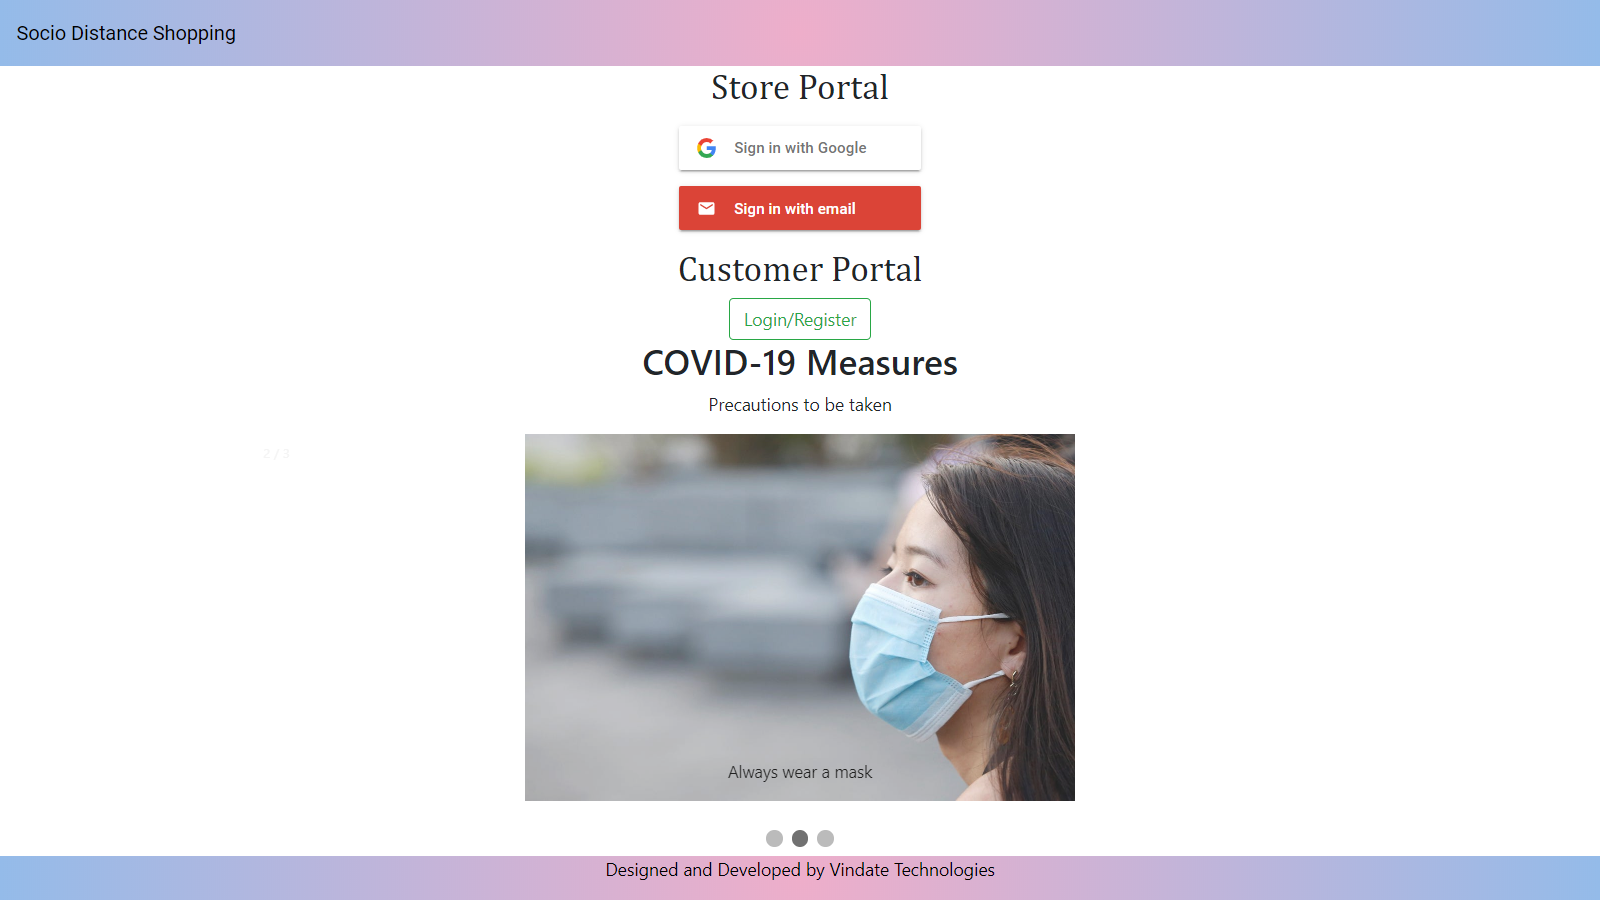 Socio Distance Shopping
Store Portal
Sign in with Google
Sign in with email
Customer Portal
Login/Register
COVID-19 Measures
Precautions to be taken
2 / 3
Always wear a mask
Designed and Developed by Vindate Technologies